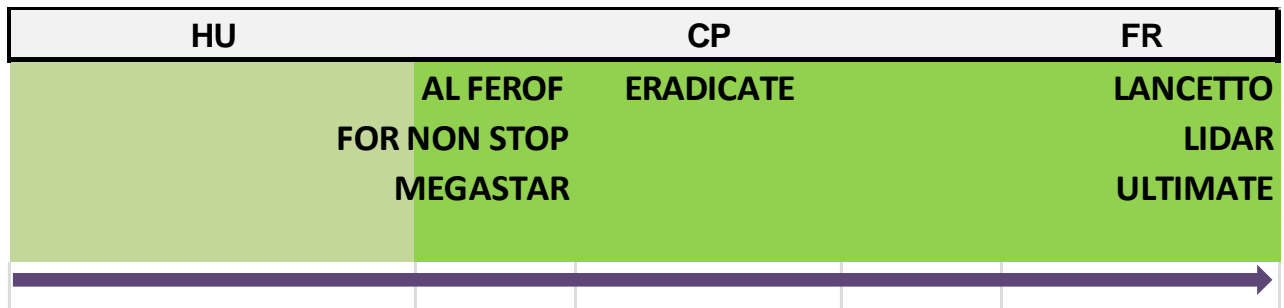 HU CP FR
AL FEROF ERADICATE LANCETTO
FOR NON STOP LIDAR
MEGASTAR ULTIMATE